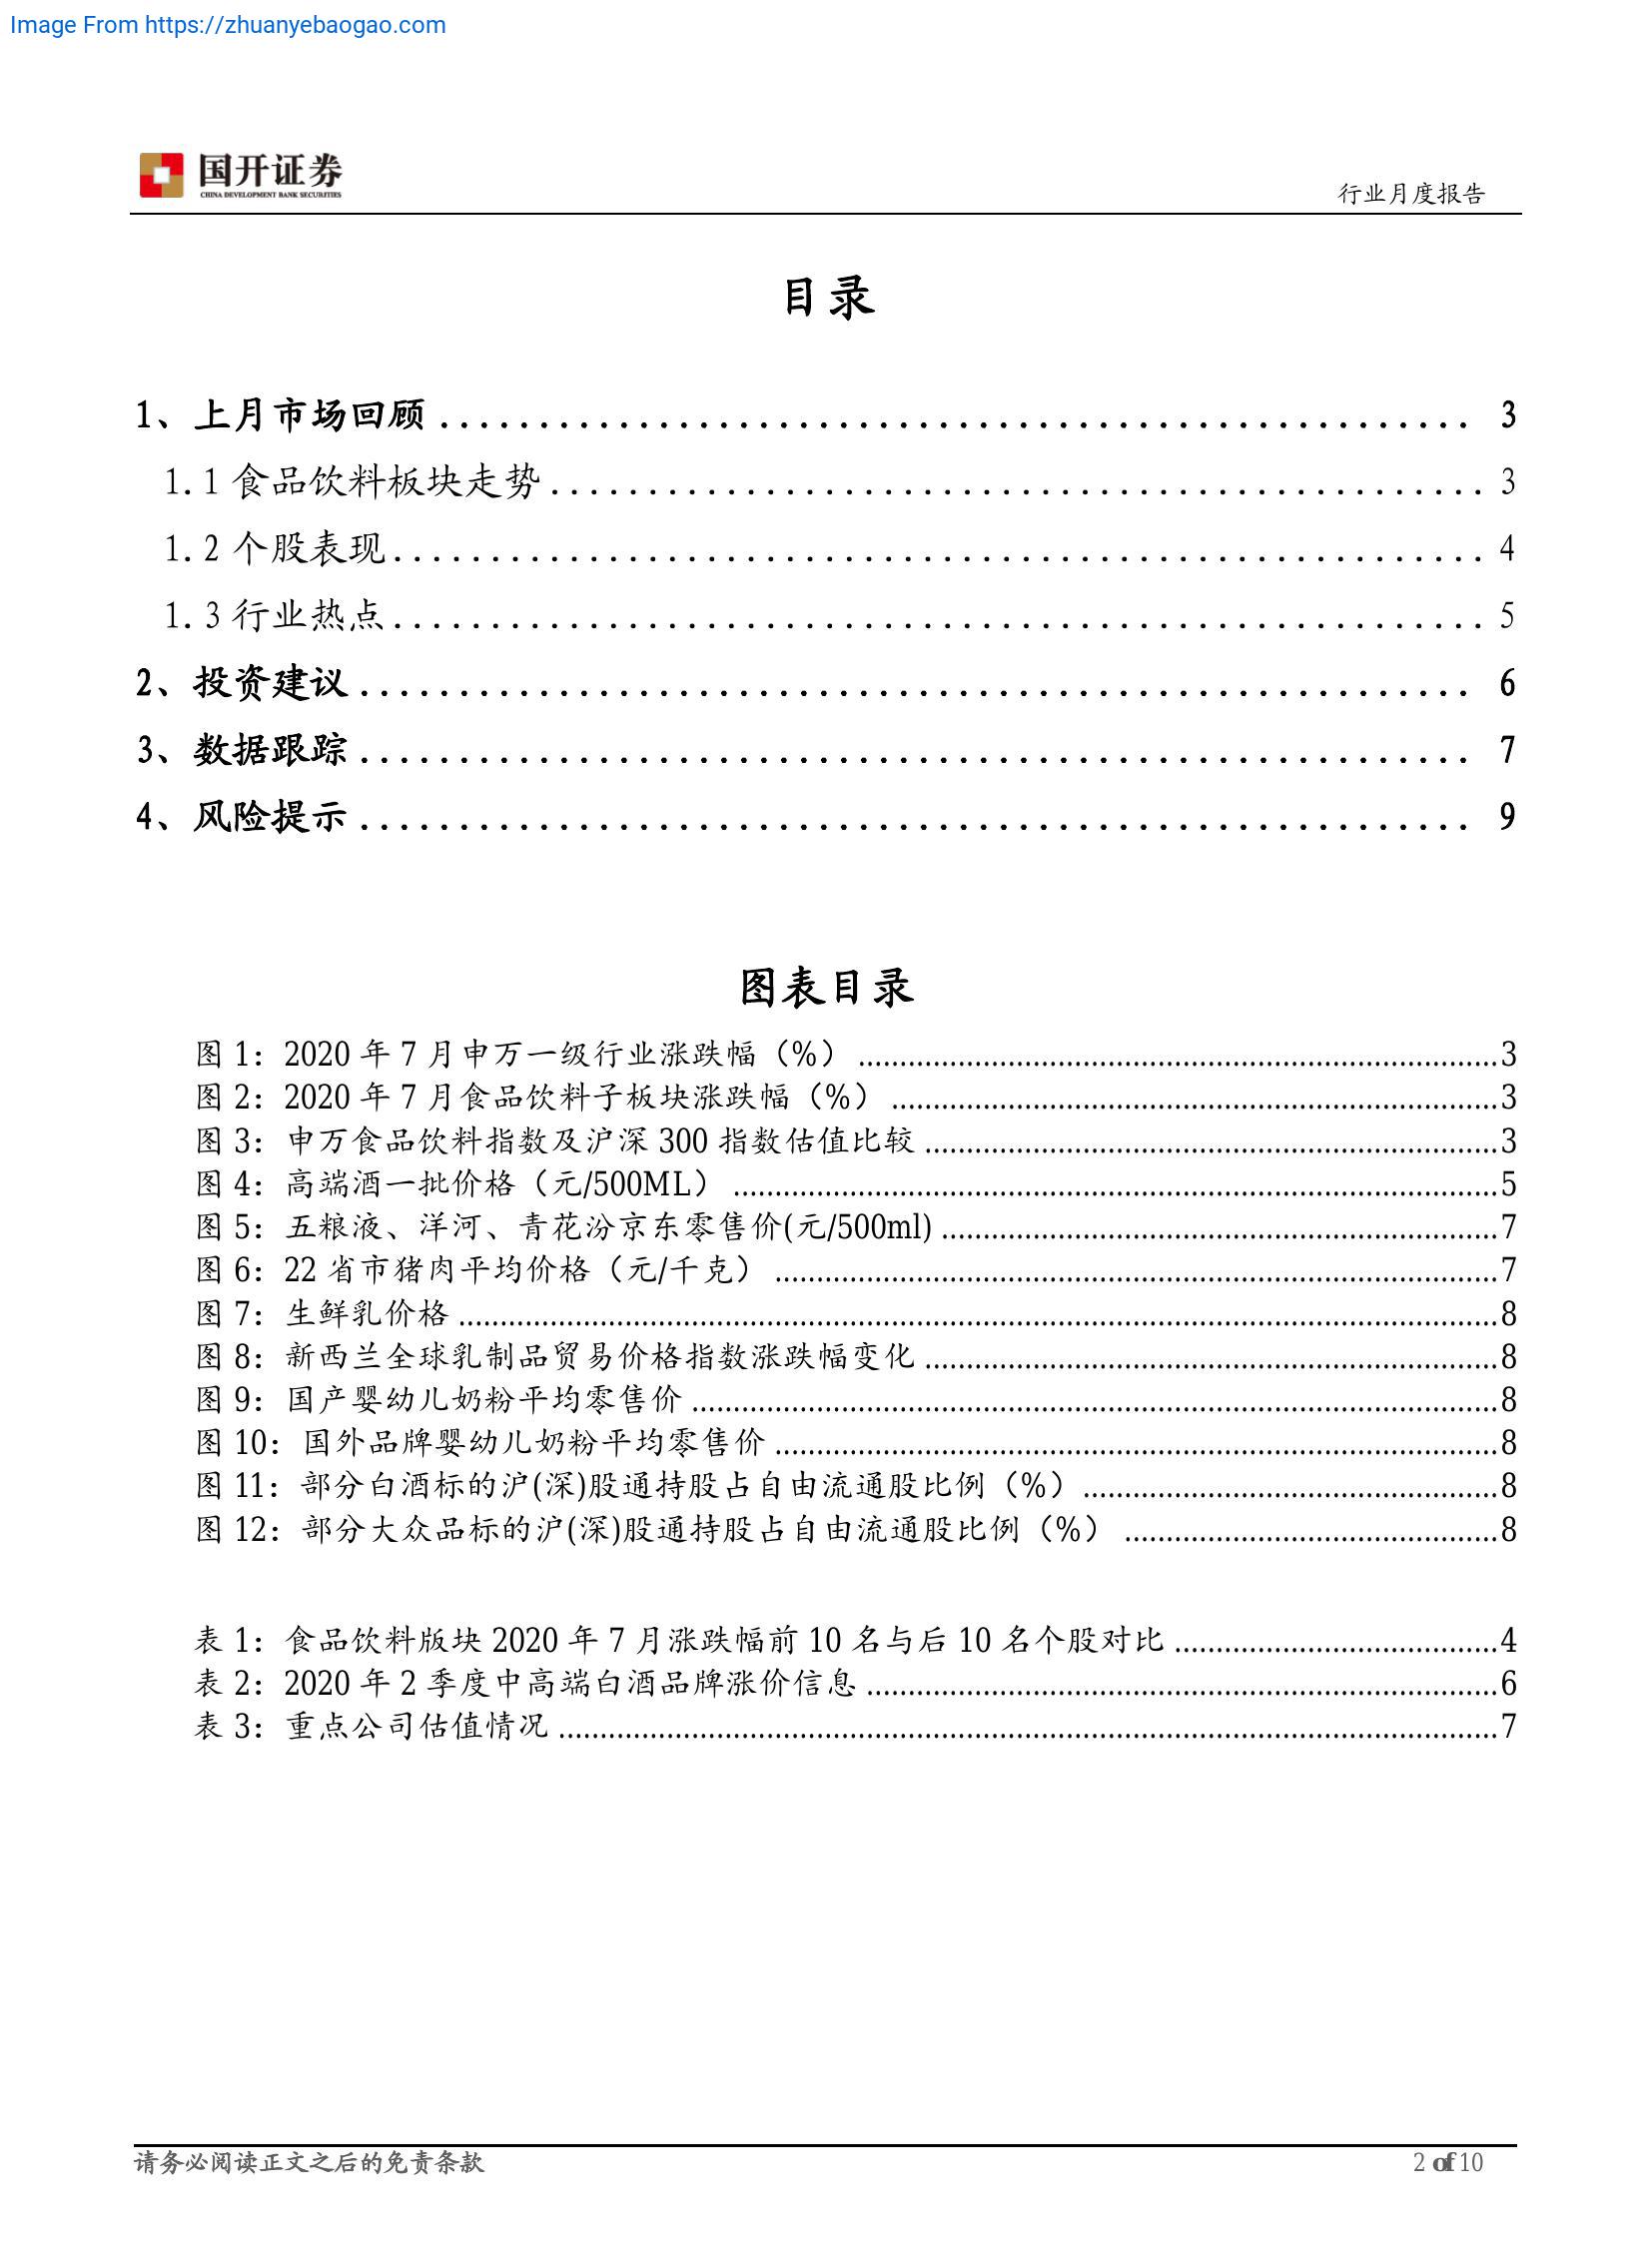 Image From https://zhuanyebaogao.com
国开证券
CHINA DEVELOPMENT BANK SECURITIES
行业月度报告
目录
1、上月市场回顾 .................................................... 3
1.1 食品饮料板块走势 ................................................ 3
1.2 个股表现 ........................................................ 4
1.3 行业热点 ........................................................ 5
2、投资建议 ........................................................ 6
3、数据跟踪 ........................................................ 7
4、风险提示 ........................................................ 9
图表目录
图 1：2020 年 7 月申万一级行业涨跌幅（%） ........................................ 3
图 2：2020 年 7 月食品饮料子板块涨跌幅（%） ........................................ 3
图 3：申万食品饮料指数及沪深 300 指数估值比较 ........................................ 3
图 4：高端酒一批价格（元/500ML） ........................................ 5
图 5：五粮液、洋河、青花汾京东零售价(元/500ml) ........................................ 7
图 6：22 省市猪肉平均价格（元/千克） ........................................ 7
图 7：生鲜乳价格 ........................................ 8
图 8：新西兰全球乳制品贸易价格指数涨跌幅变化 ........................................ 8
图 9：国产婴幼儿奶粉平均零售价 ........................................ 8
图 10：国外品牌婴幼儿奶粉平均零售价 ........................................ 8
图 11：部分白酒标的沪(深)股通持股占自由流通股比例（%） ........................................ 8
图 12：部分大众品标的沪(深)股通持股占自由流通股比例（%） ........................................ 8
表 1：食品饮料版块 2020 年 7 月涨跌幅前 10 名与后 10 名个股对比 ........................................ 4
表 2：2020 年 2 季度中高端白酒品牌涨价信息 ........................................ 6
表 3：重点公司估值情况 ........................................ 7
请务必阅读正文之后的免责条款
2 of 10